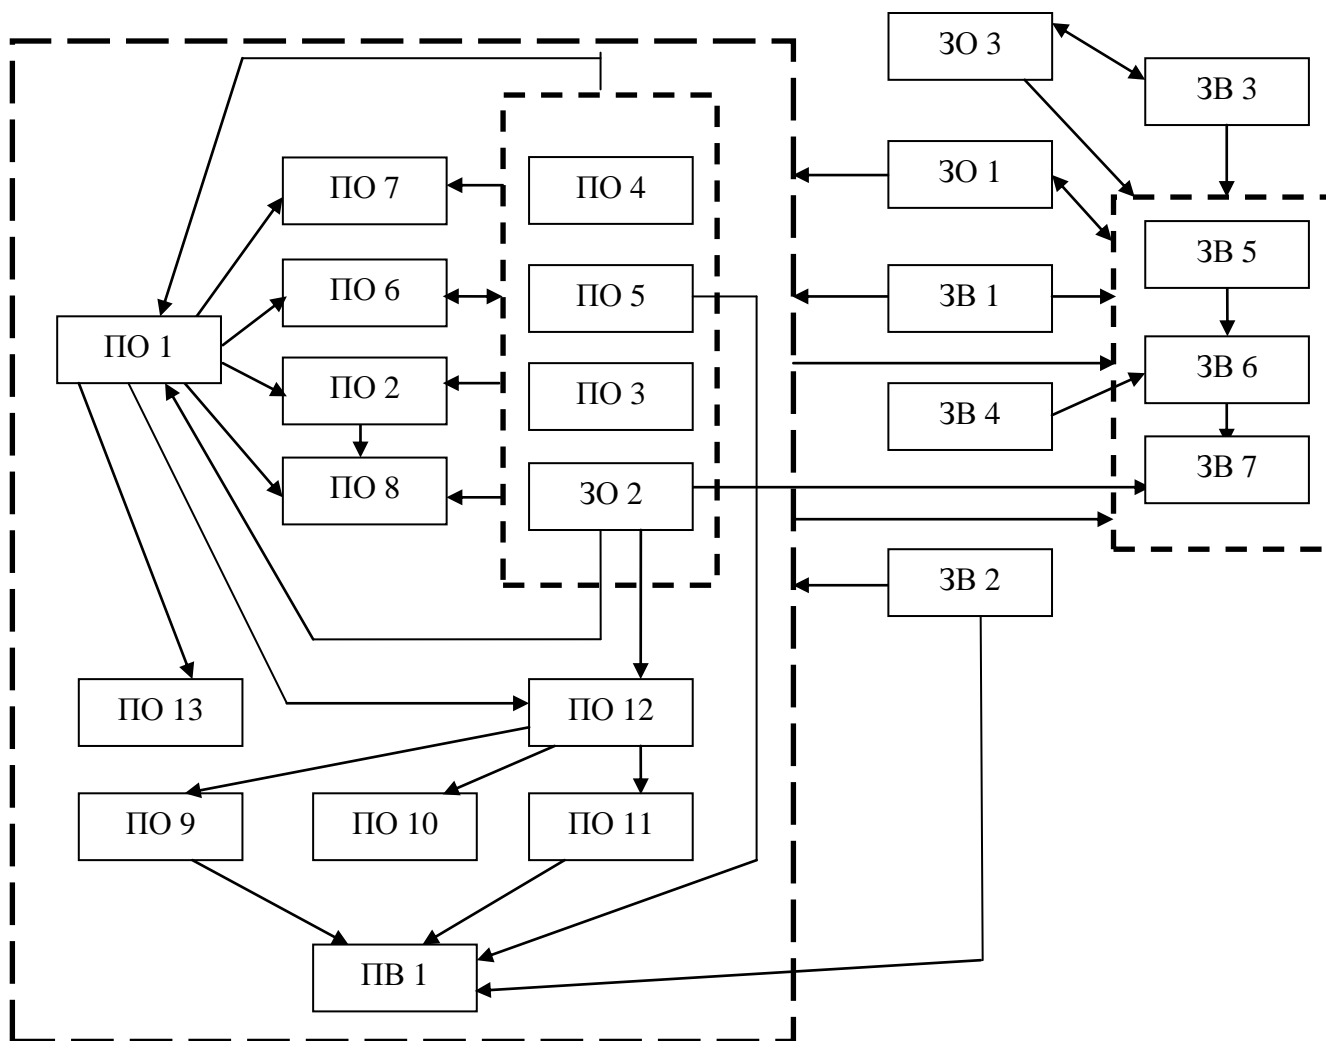 ЗО 3
ЗВ 3
ПО 7
ПО 4
ЗО 1
ЗВ 5
ПО 6
ПО 5
ЗВ 1
ПО 1
ЗВ 6
ПО 2
ПО 3
ЗВ 4
ПО 8
ЗО 2
ЗВ 7
ЗВ 2
ПО 13
ПО 12
ПО 9
ПО 10
ПО 11
ПВ 1